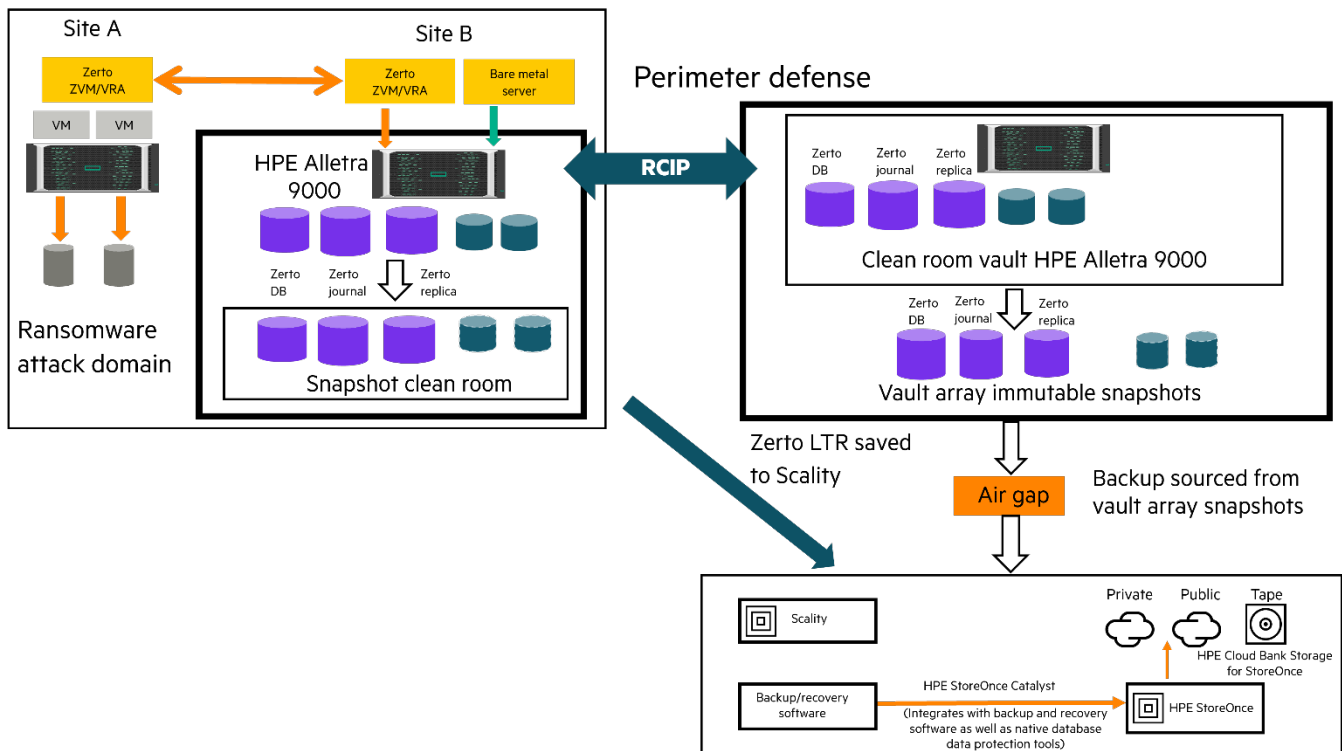 Site A
Site B
Zerto
ZVM/VRA
Zerto
ZVM/VRA
Bare metal
server
VM
VM
HPE Alletra
9000
Zerto
DB
Zerto
journal
Zerto
replica
Snapshot clean room
Ransomware
attack domain
Perimeter defense
RCIP
Zerto
DB
Zerto
journal
Zerto
replica
Clean room vault HPE Alletra 9000
Zerto
DB
Zerto
journal
Zerto
replica
Vault array immutable snapshots
Zerto LTR saved
to Scality
Air gap
Backup sourced from
vault array snapshots
Scality
Private
Public
Tape
HPE Cloud Bank Storage
for StoreOnce
Backup/recovery
software
HPE StoreOnce Catalyst
(Integrates with backup and recovery
software as well as native database
data protection tools)
HPE StoreOnce